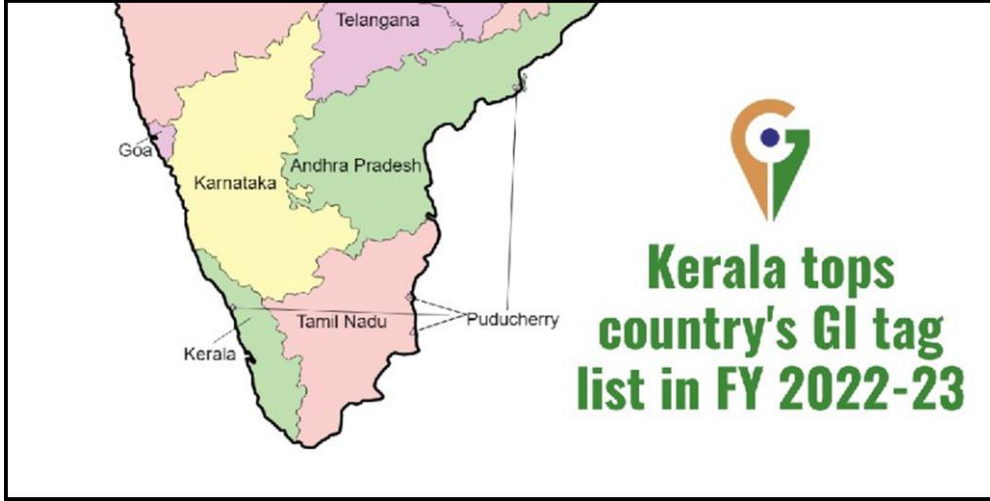 Telangana
Goa
Andhra Pradesh
Karnataka
Kerala tops
country's GI tag
list in FY 2022-23
Tamil Nadu
Puducherry
Kerala